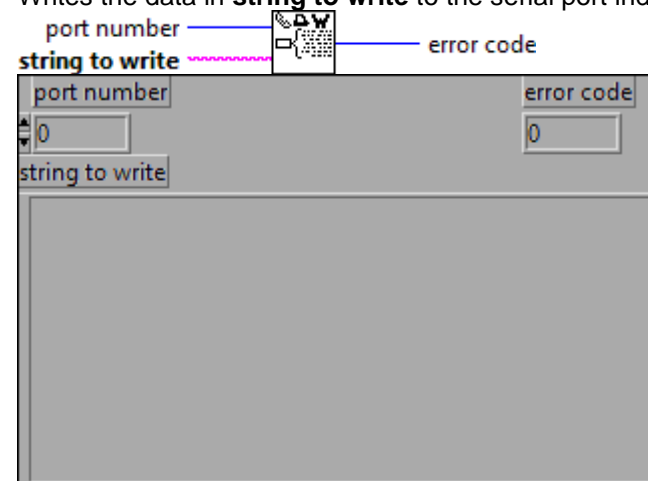 Writes the data in string to write to the serial port
port number
string to write
error code
port number
error code
0
0
string to write